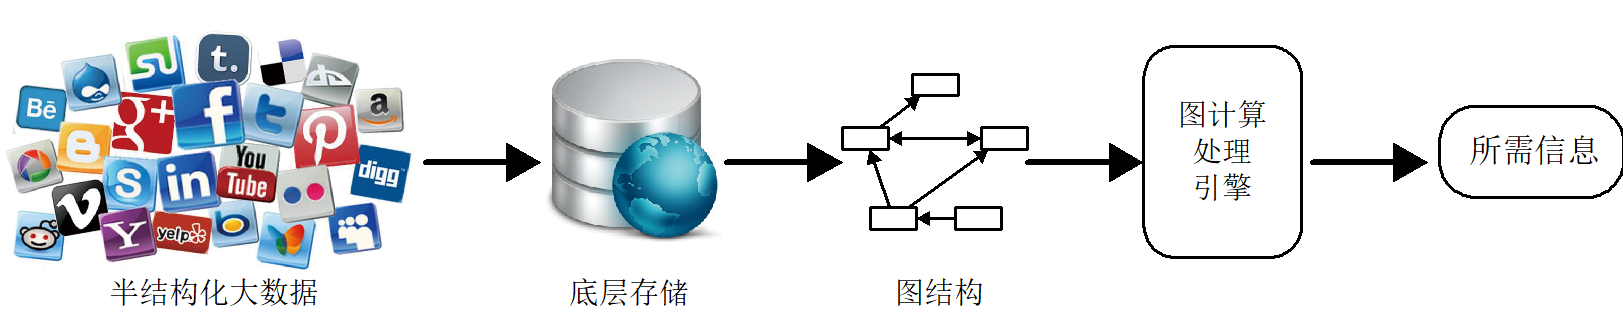 t.
Bē
g+
f
t
a
P
You
Tube
digg
S
in
v
Y
yelp
b
半结构化大数据
底层存储
图结构
图计算
处理
引擎
所需信息